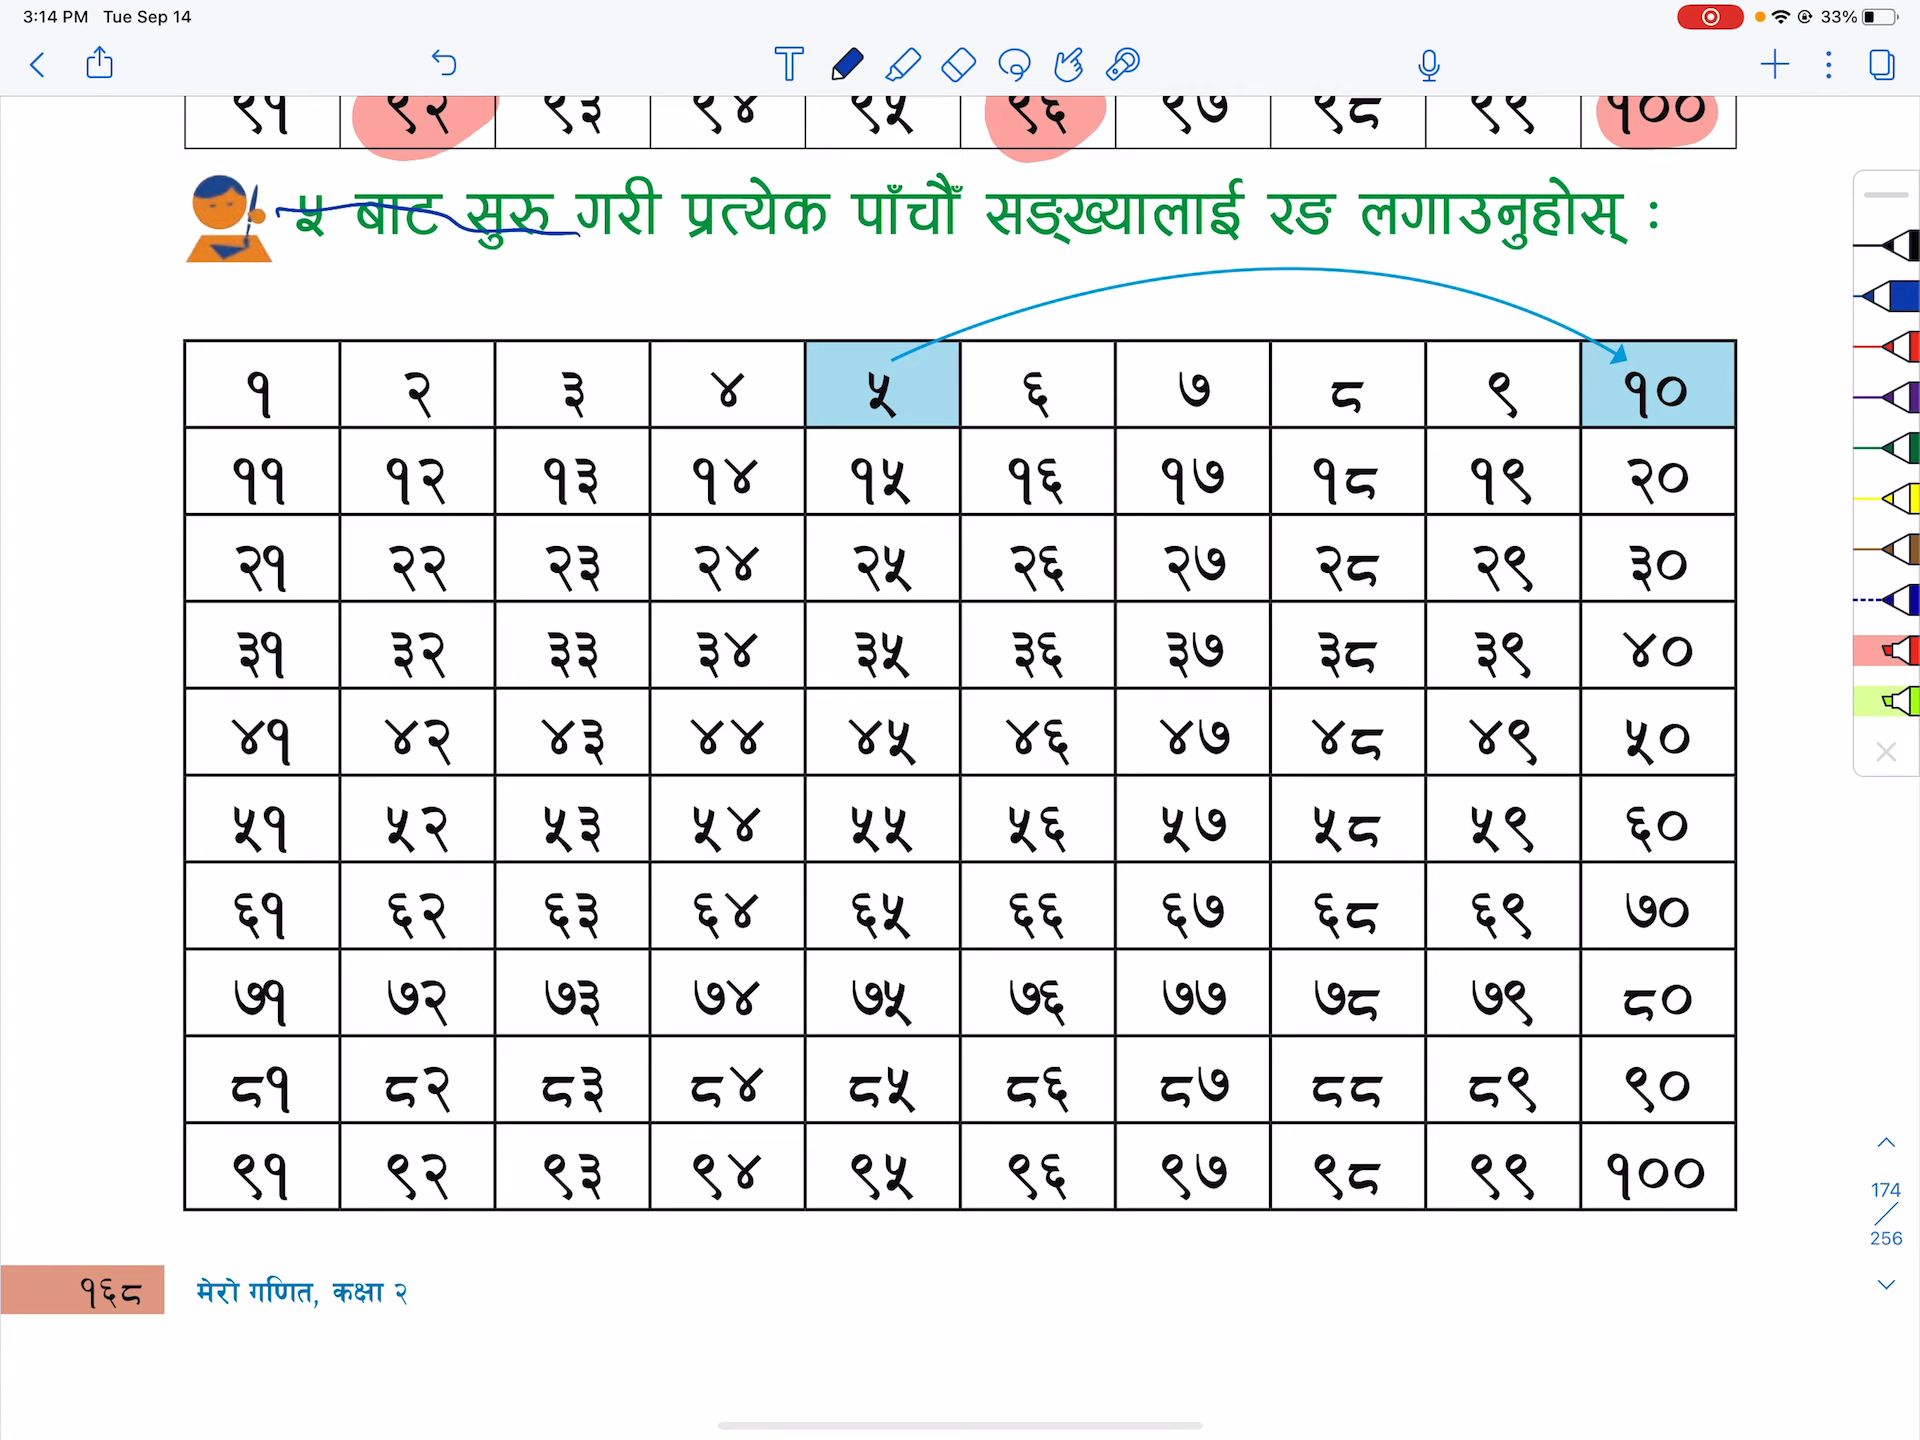 3:14 PM Tue Sep 14
33%
९१ ९२ ९३ ९४ ९५ ९६ ९७ ९८ ९९ १००
५ बाट सुरु गरी प्रत्येक पाँचौँ सङ्ख्यालाई रङ लगाउनुहोस् :
१ २ ३ ४ ५ ६ ७ ८ ९ १०
११ १२ १३ १४ १५ १६ १७ १८ १९ २०
२१ २२ २३ २४ २५ २६ २७ २८ २९ ३०
३१ ३२ ३३ ३४ ३५ ३६ ३७ ३८ ३९ ४०
४१ ४२ ४३ ४४ ४५ ४६ ४७ ४८ ४९ ५०
५१ ५२ ५३ ५४ ५५ ५६ ५७ ५८ ५९ ६०
६१ ६२ ६३ ६४ ६५ ६६ ६७ ६८ ६९ ७०
७१ ७२ ७३ ७४ ७५ ७६ ७७ ७८ ७९ ८०
८१ ८२ ८३ ८४ ८५ ८६ ८७ ८८ ८९ ९०
९१ ९२ ९३ ९४ ९५ ९६ ९७ ९८ ९९ १००
174
/
256
१६८ मेरो गणित, कक्षा २